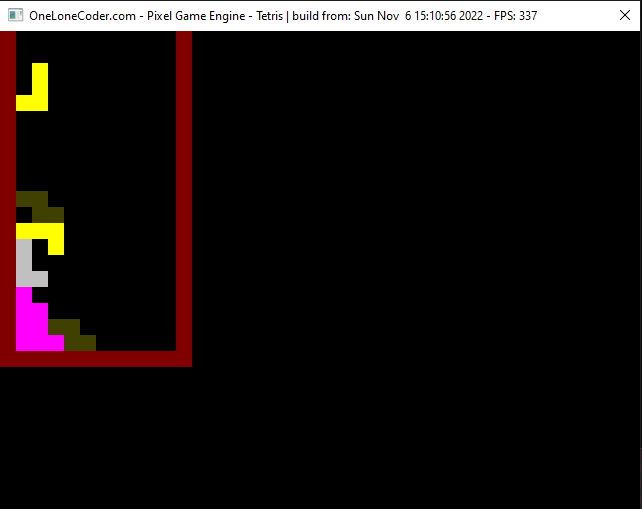 OneLoneCoder.com - Pixel Game Engine - Tetris | build from: Sun Nov  6 15:10:56 2022 - FPS: 337